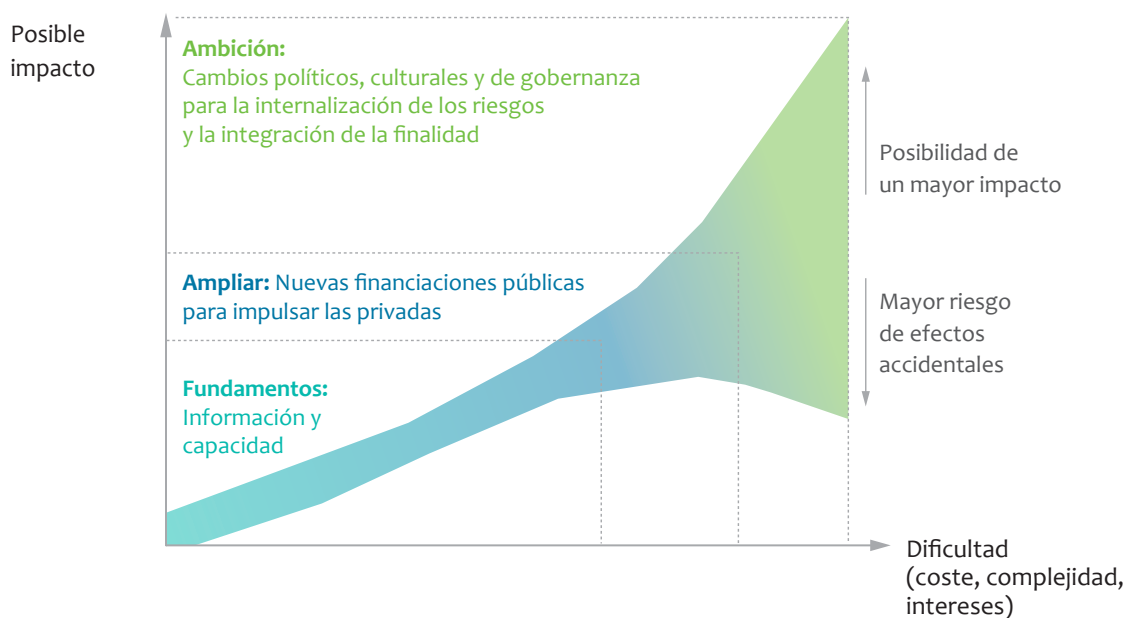 Posible
impacto
Ambición:
Cambios políticos, culturales y de gobernanza
para la internalización de los riesgos
y la integración de la finalidad
Posibilidad de
un mayor impacto
Ampliar: Nuevas financiaciones públicas
para impulsar las privadas
Mayor riesgo
de efectos
accidentales
Fundamentos:
Información y
capacidad
Dificultad
(coste, complejidad,
intereses)